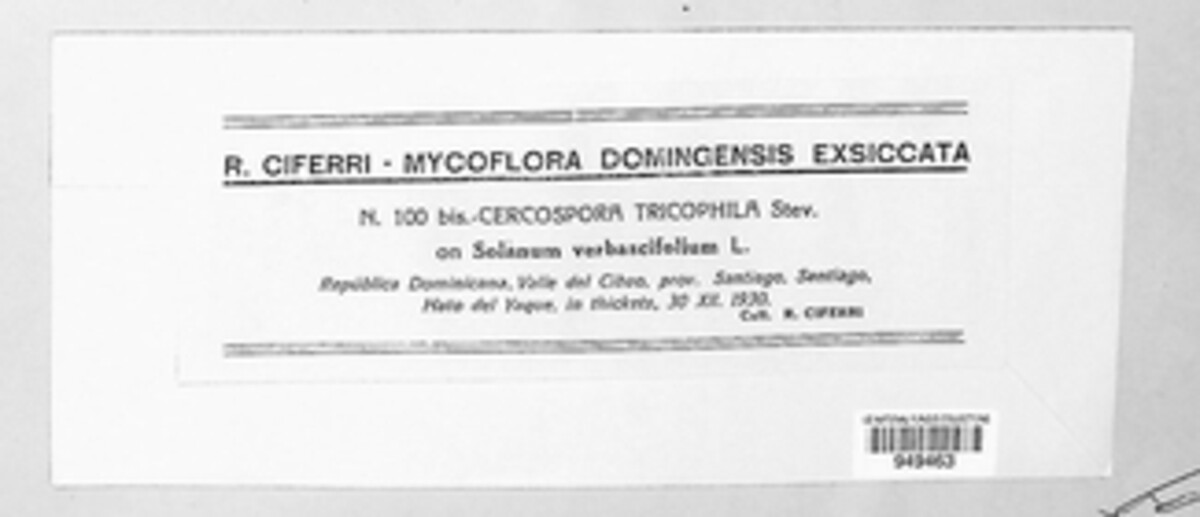 R. CIFERRI - MYCOFLORA DOMINGENSIS EXSICCATA
N. 100 bis.-CERCOSPORA TRICOPHILA Stev.
on Solanum verbascifolium L.
República Dominicana, Valle del Cibao, prov. Santiago, Santiago,
Hato del Yaque, in thickets, 30 XII. 1930.
Coll. R. CIFERRI
949463